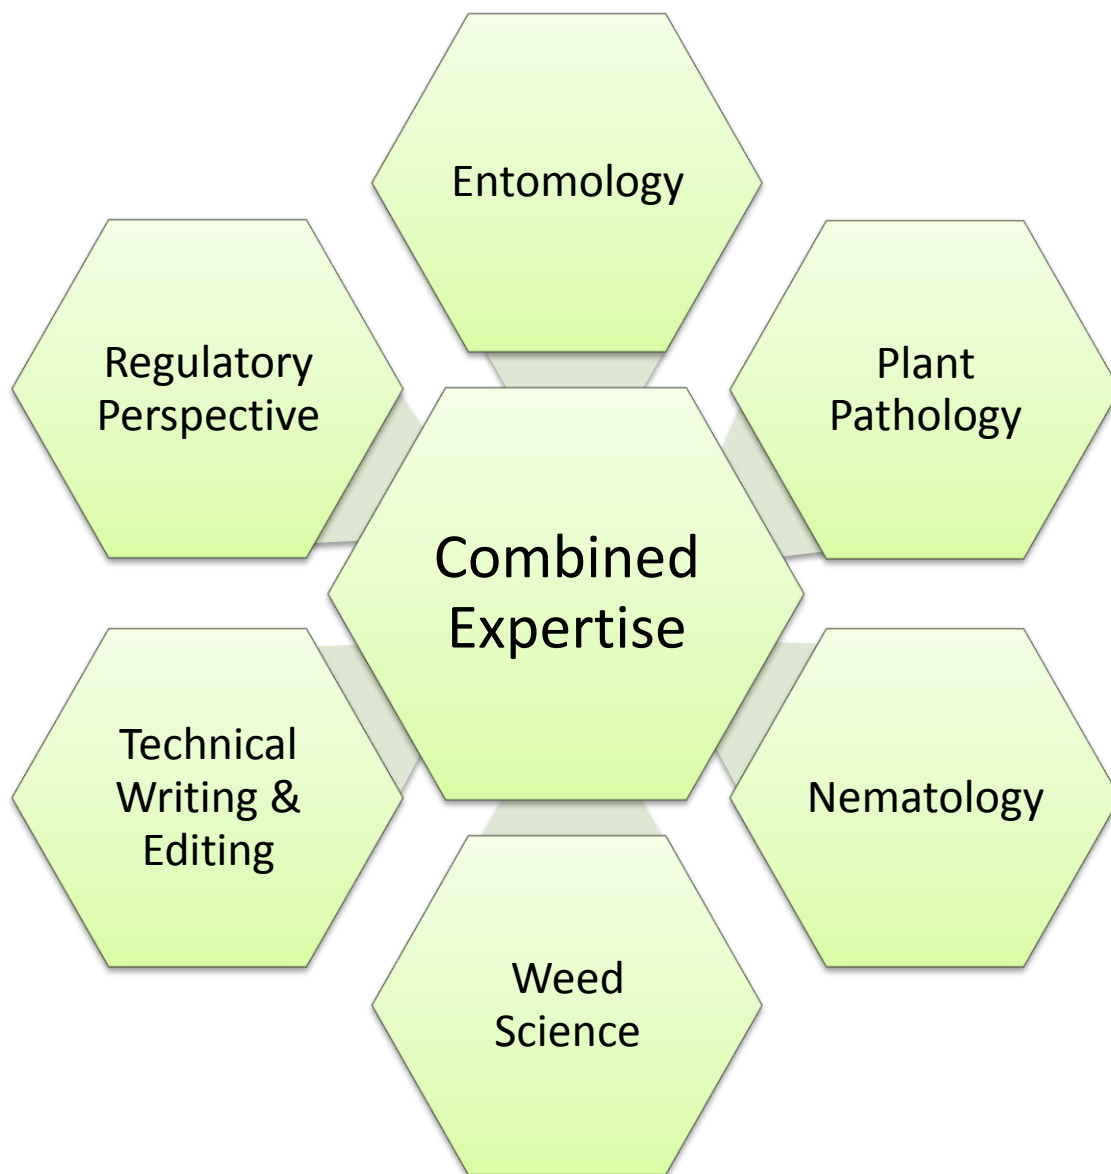 Entomology
Regulatory
Perspective
Plant
Pathology
Combined
Expertise
Technical
Writing &
Editing
Nematology
Weed
Science